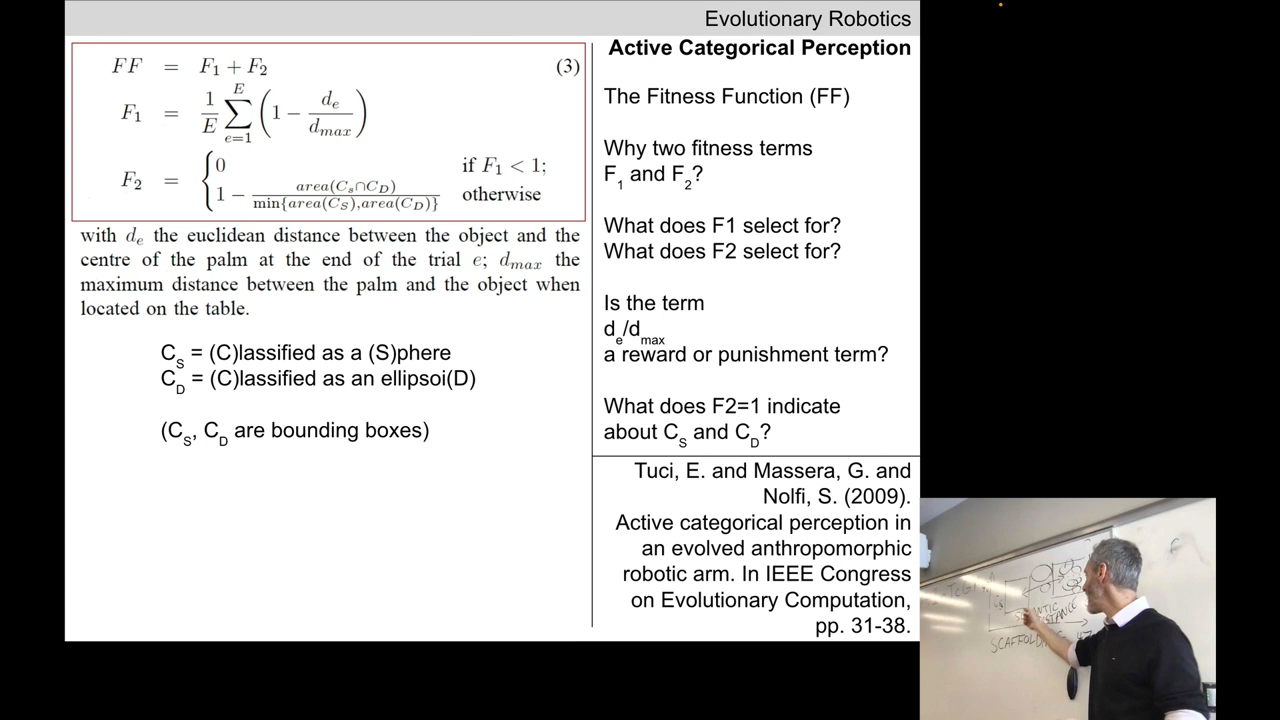 Evolutionary Robotics
FF = F₁ + F₂ (3)
F₁ = 1/E ∑_{e=1}^{E} (1 − d_e/d_max)
F₂ = { 0 if F₁ < 1;
1 − area(C_s∩C_D)/min{area(C_S),area(C_D)} otherwise
with d_e the euclidean distance between the object and the
centre of the palm at the end of the trial e; d_max the
maximum distance between the palm and the object when
located on the table.
C_S = (C)lassified as a (S)phere
C_D = (C)lassified as an ellipsoi(D)
(C_S, C_D are bounding boxes)
Active Categorical Perception
The Fitness Function (FF)
Why two fitness terms
F₁ and F₂?
What does F1 select for?
What does F2 select for?
Is the term
d_e/d_max
a reward or punishment term?
What does F2=1 indicate
about C_S and C_D?
Tuci, E. and Massera, G. and
Nolfi, S. (2009).
Active categorical perception in
an evolved anthropomorphic
robotic arm. In IEEE Congress
on Evolutionary Computation,
pp. 31-38.